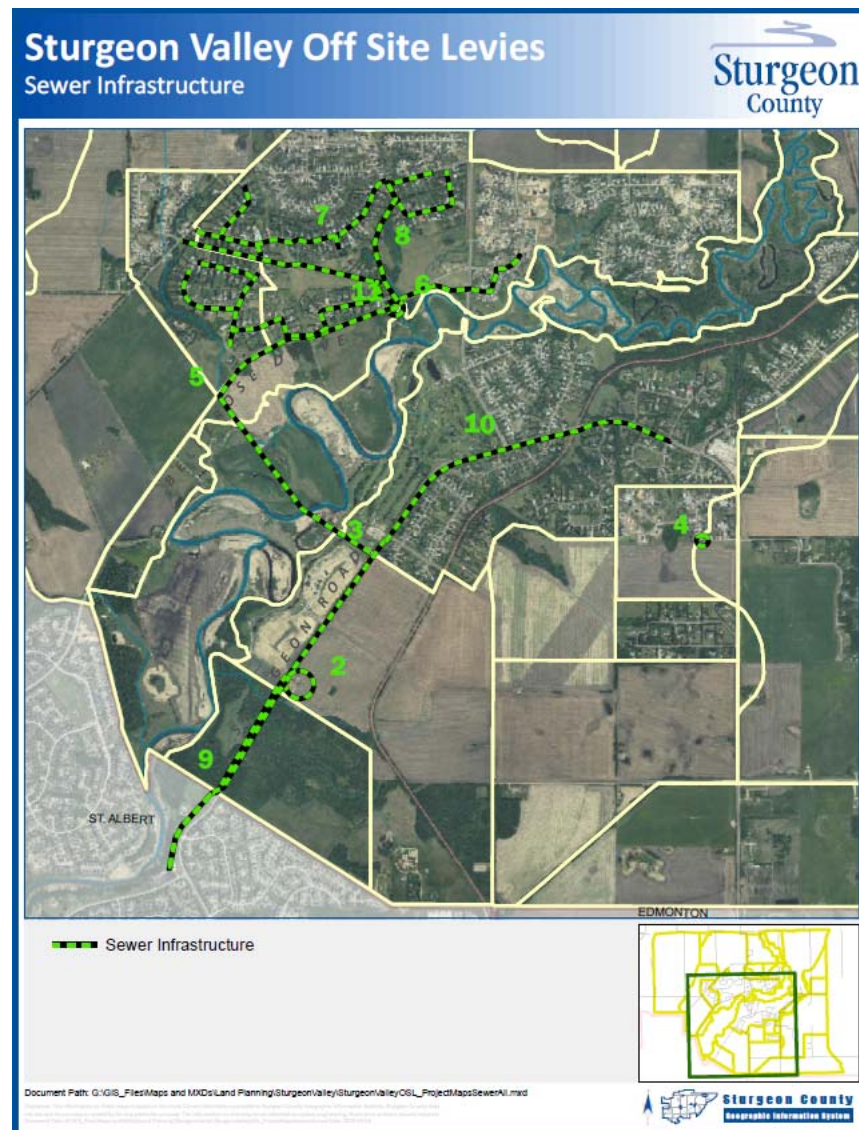 Sturgeon Valley Off Site Levies
Sewer Infrastructure
Sturgeon
County
7
8
11
6
5
10
3
4
GEON ROAD
2
9
ST. ALBERT
EDMONTON
Sewer Infrastructure
Document Path: G:\GIS_Files\Maps and MXDs\Land Planning\SturgeonValley\SturgeonValleyOSL_ProjectMapsSewerAll.mxd
Sturgeon County
Geographic Information System